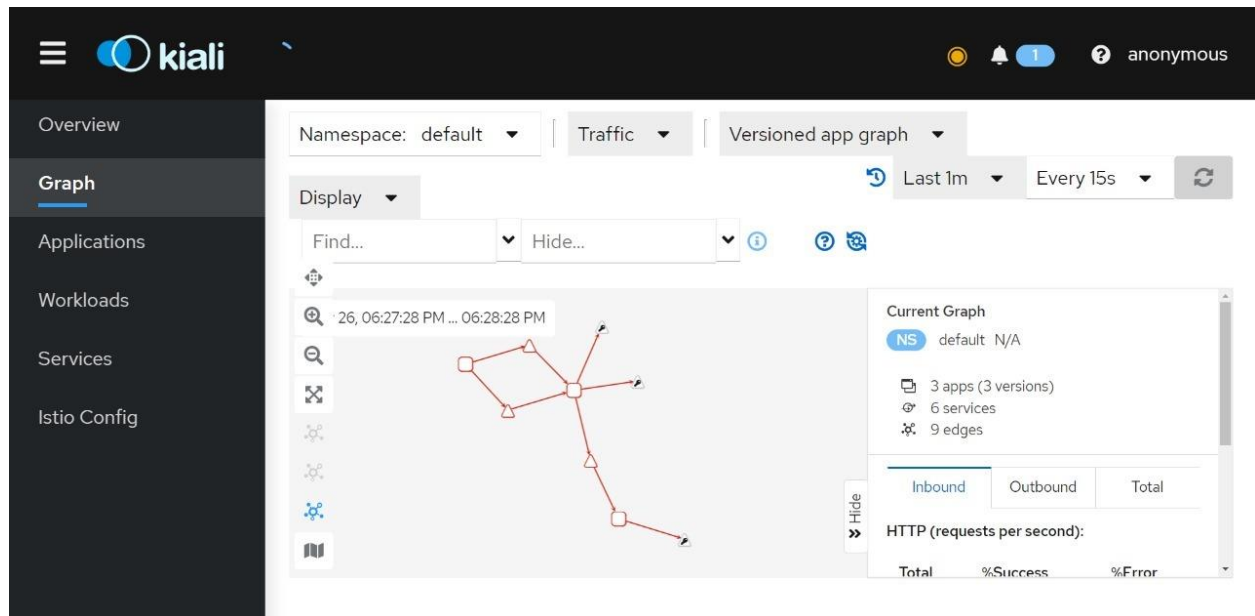 kiali
1
anonymous
Overview
Graph
Applications
Workloads
Services
Istio Config
Namespace: default
Traffic
Versioned app graph
Display
Last 1m
Every 15s
Find...
Hide...
26, 06:27:28 PM ... 06:28:28 PM
Hide
Current Graph
NS default N/A
3 apps (3 versions)
6 services
9 edges
Inbound Outbound Total
HTTP (requests per second):
Total %Success %Error